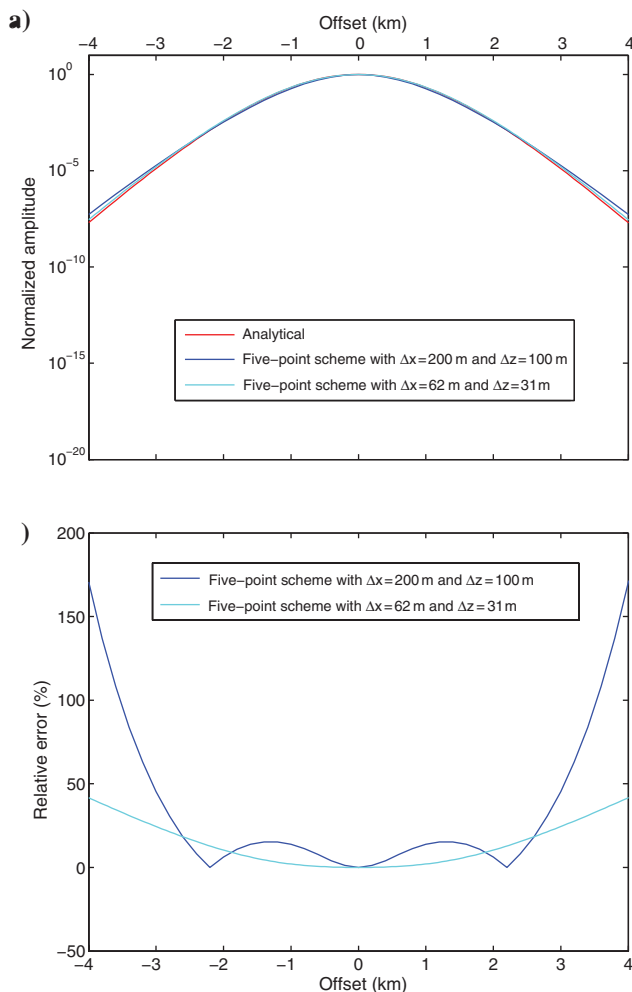 a)
Offset (km)
−4 −3 −2 −1 0 1 2 3 4
10^0
10^−5
10^−10
10^−15
10^−20
Normalized amplitude
Analytical
Five−point scheme with Δx=200 m and Δz=100 m
Five−point scheme with Δx=62 m and Δz=31 m
)
200
150
100
50
0
−50
Relative error (%)
Five−point scheme with Δx=200 m and Δz=100 m
Five−point scheme with Δx=62 m and Δz=31 m
−4 −3 −2 −1 0 1 2 3 4
Offset (km)